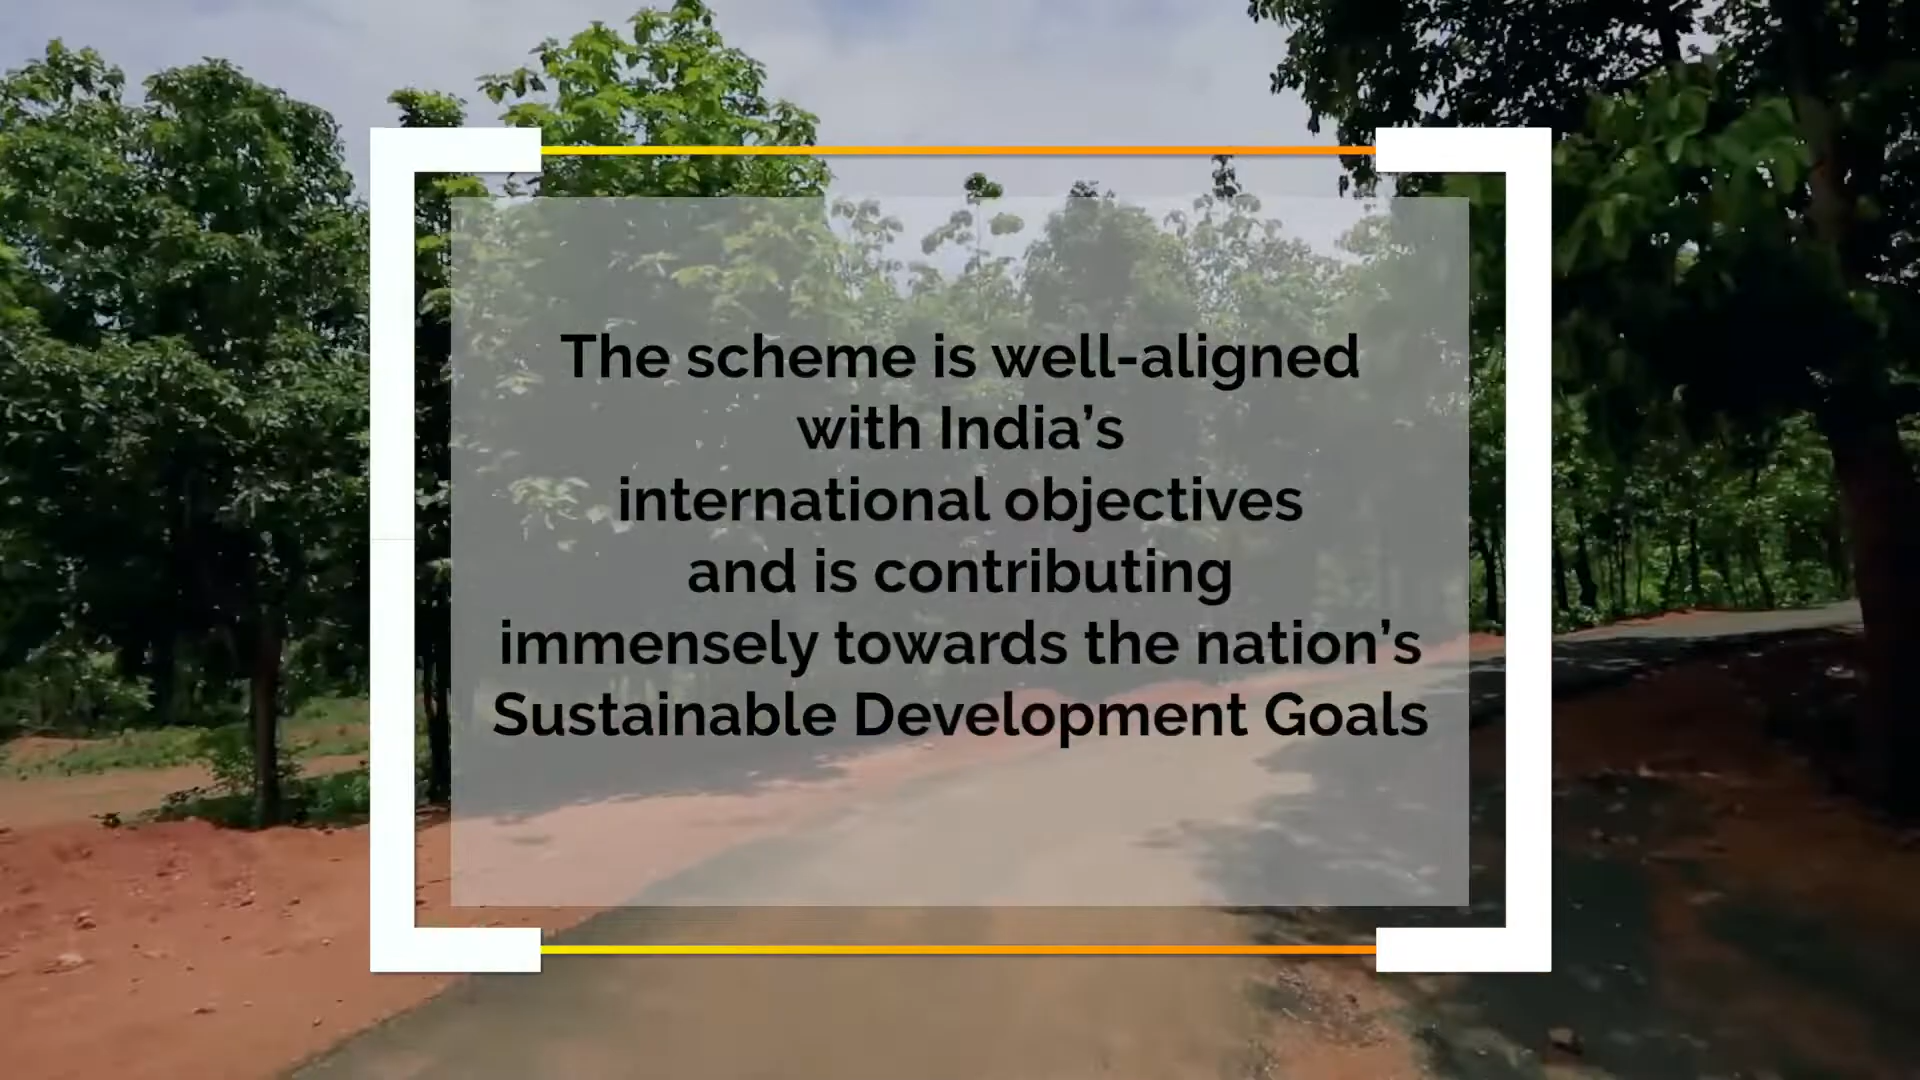 The scheme is well-aligned
with India’s
international objectives
and is contributing
immensely towards the nation’s
Sustainable Development Goals